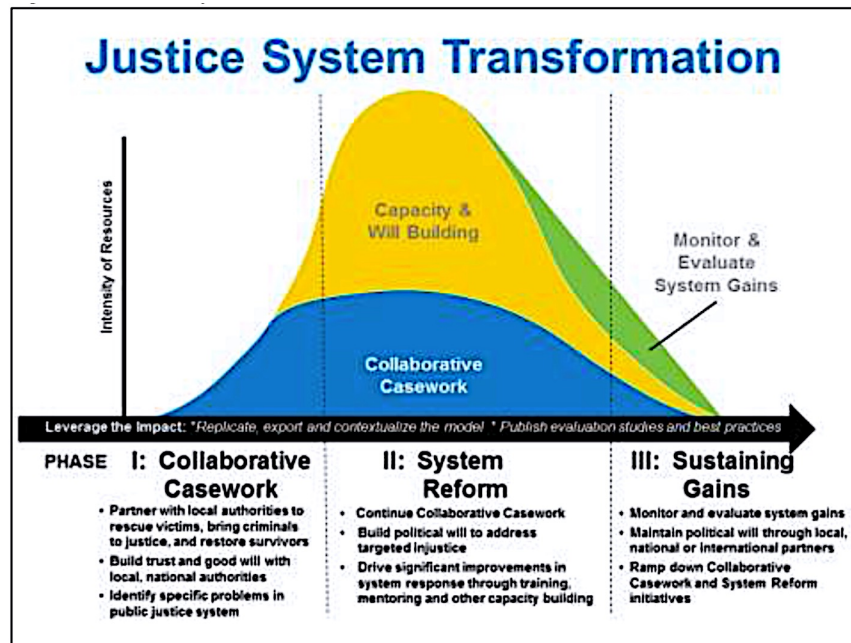 Justice System Transformation
Intensity of Resources
Capacity &
Will Building
Monitor &
Evaluate
System Gains
Collaborative
Casework
Leverage the Impact: *Replicate, export and contextualize the model * Publish evaluation studies and best practices
PHASE I: Collaborative
Casework
• Partner with local authorities to
rescue victims, bring criminals
to justice, and restore survivors
• Build trust and good will with
local, national authorities
• Identify specific problems in
public justice system
II: System
Reform
• Continue Collaborative Casework
• Build political will to address
targeted injustice
• Drive significant improvements in
system response through training,
mentoring and other capacity building
III: Sustaining
Gains
• Monitor and evaluate system gains
• Maintain political will through local,
national or international partners
• Ramp down Collaborative
Casework and System Reform
initiatives